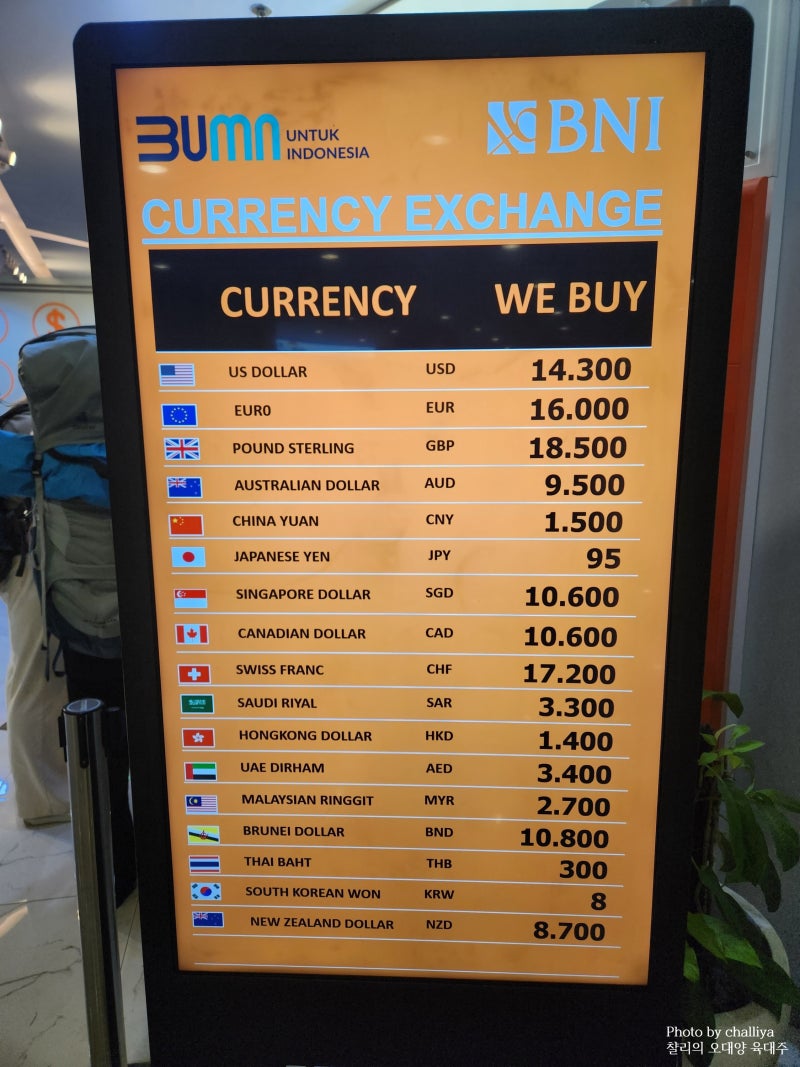 BUMN UNTUK INDONESIA
BNI
CURRENCY EXCHANGE
CURRENCY WE BUY
US DOLLAR USD 14.300
EUR0 EUR 16.000
POUND STERLING GBP 18.500
AUSTRALIAN DOLLAR AUD 9.500
CHINA YUAN CNY 1.500
JAPANESE YEN JPY 95
SINGAPORE DOLLAR SGD 10.600
CANADIAN DOLLAR CAD 10.600
SWISS FRANC CHF 17.200
SAUDI RIYAL SAR 3.300
HONGKONG DOLLAR HKD 1.400
UAE DIRHAM AED 3.400
MALAYSIAN RINGGIT MYR 2.700
BRUNEI DOLLAR BND 10.800
THAI BAHT THB 300
SOUTH KOREAN WON KRW 8
NEW ZEALAND DOLLAR NZD 8.700
Photo by challiya
찰리의 오대양 육대주